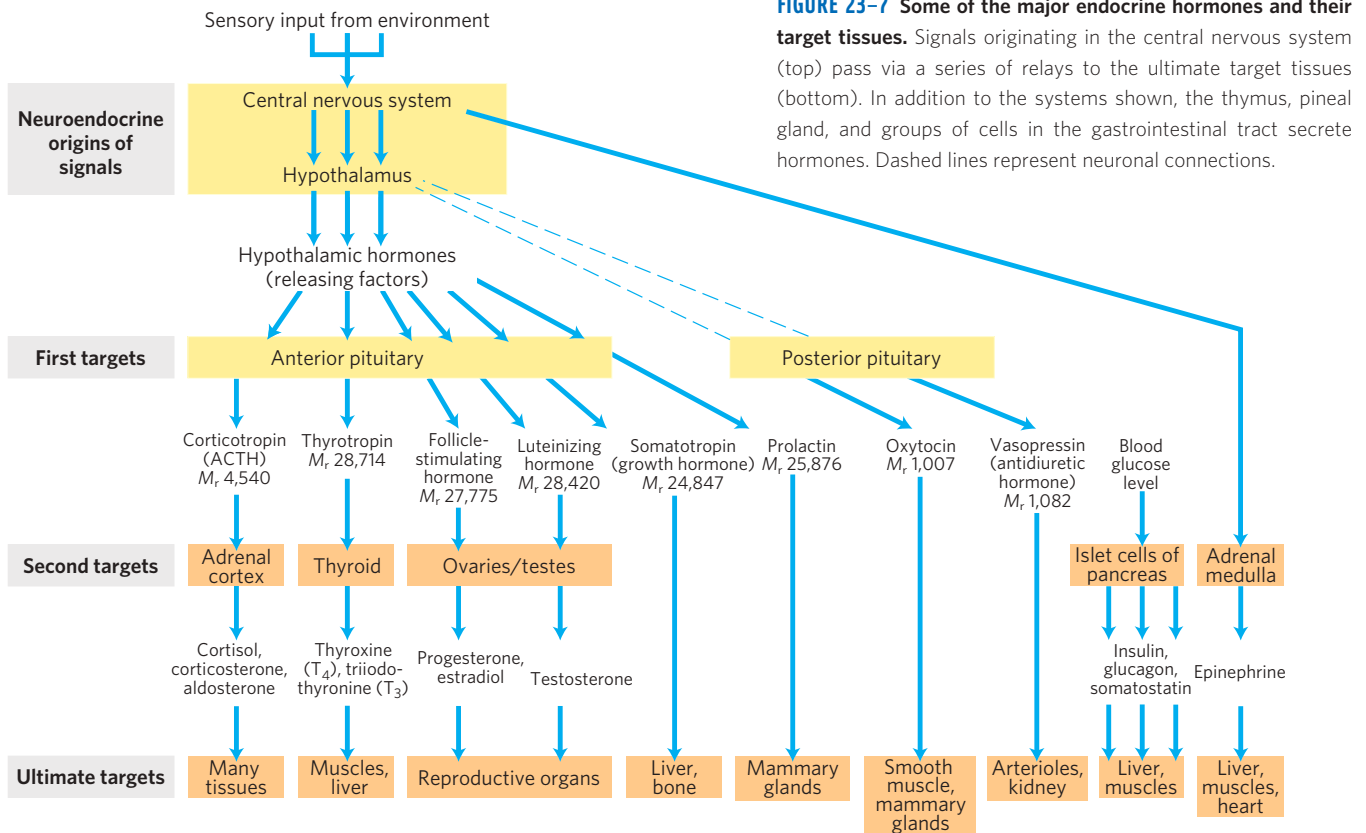 Sensory input from environment
FIGURE 23–7 Some of the major endocrine hormones and their
target tissues. Signals originating in the central nervous system
(top) pass via a series of relays to the ultimate target tissues
(bottom). In addition to the systems shown, the thymus, pineal
gland, and groups of cells in the gastrointestinal tract secrete
hormones. Dashed lines represent neuronal connections.
Neuroendocrine
origins of
signals
Central nervous system
Hypothalamus
Hypothalamic hormones
(releasing factors)
First targets
Anterior pituitary
Posterior pituitary
Corticotropin
(ACTH)
Mr 4,540
Thyrotropin
Mr 28,714
Follicle-
stimulating
hormone
Mr 27,775
Luteinizing
hormone
Mr 28,420
Somatotropin
(growth hormone)
Mr 24,847
Prolactin
Mr 25,876
Oxytocin
Mr 1,007
Vasopressin
(antidiuretic
hormone)
Mr 1,082
Blood
glucose
level
Second targets
Adrenal
cortex
Thyroid
Ovaries/testes
Islet cells of
pancreas
Adrenal
medulla
Cortisol,
corticosterone,
aldosterone
Thyroxine
(T4), triiodo-
thyronine (T3)
Progesterone,
estradiol
Testosterone
Insulin,
glucagon,
somatostatin
Epinephrine
Ultimate targets
Many
tissues
Muscles,
liver
Reproductive organs
Liver,
bone
Mammary
glands
Smooth
muscle,
mammary
glands
Arterioles,
kidney
Liver,
muscles
Liver,
muscles,
heart